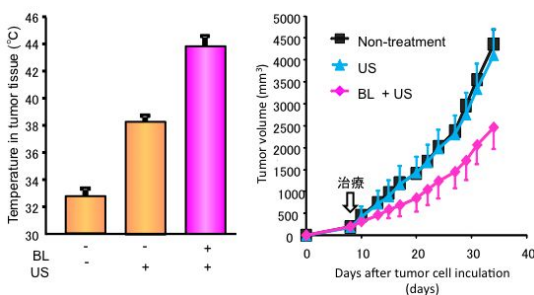 Temperature in tumor tissue (℃)
46
44
42
40
38
36
34
32
30
BL - - +
US - + +
Tumor volume (mm³)
5000
4500
4000
3500
3000
2500
2000
1500
1000
500
0
Non-treatment
US
BL + US
治療
0 10 20 30 40
Days after tumor cell inculation
(days)